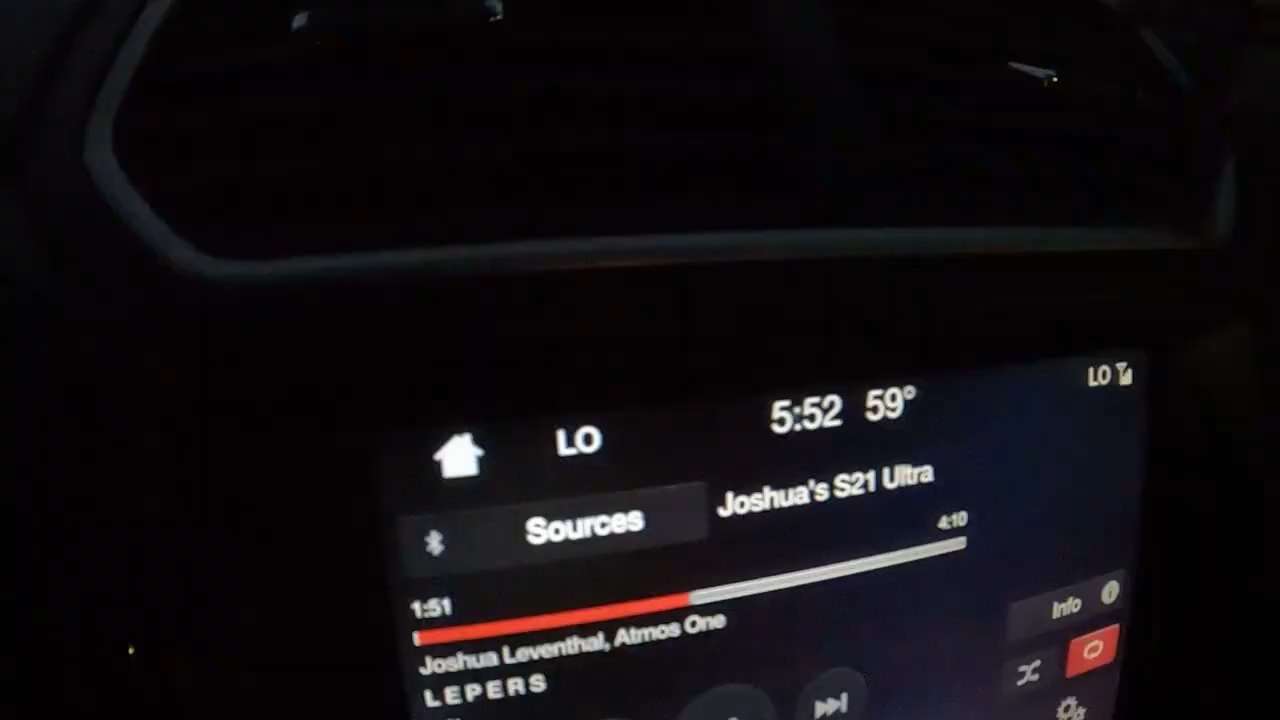 LO 5:52 59° LO
Sources Joshua's S21 Ultra
1:51 4:10
Joshua Leventhal, Atmos One
LEPERS
Info